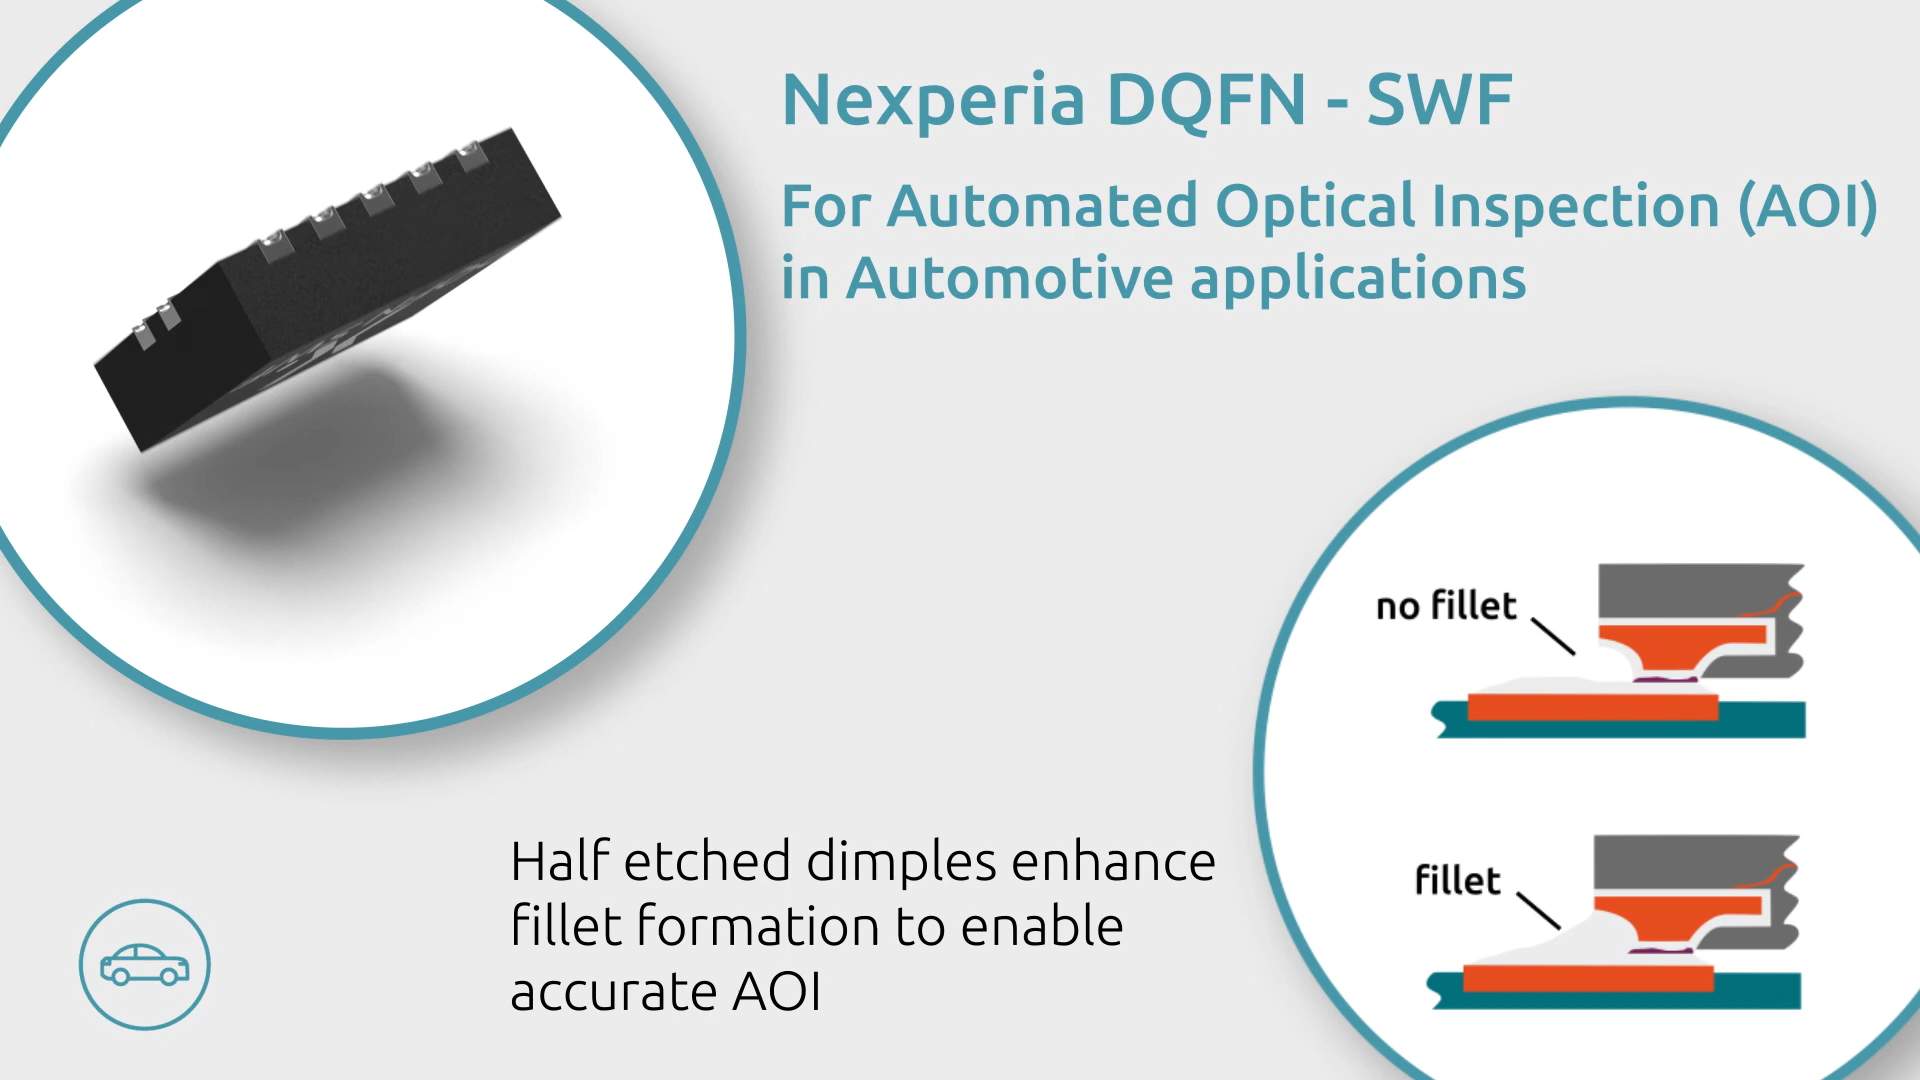 Nexperia DQFN - SWF
For Automated Optical Inspection (AOI)
in Automotive applications
no fillet
fillet
Half etched dimples enhance
fillet formation to enable
accurate AOI